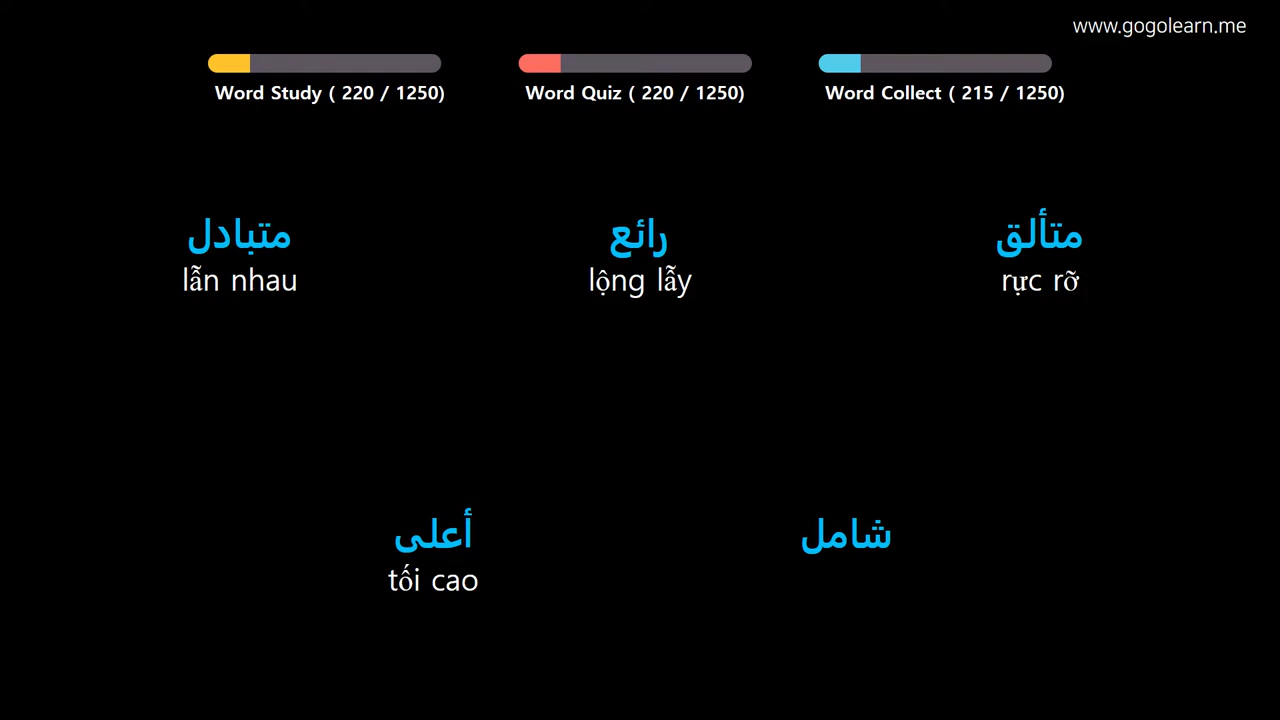 www.gogolearn.me
Word Study ( 220 / 1250)
Word Quiz ( 220 / 1250)
Word Collect ( 215 / 1250)
متبادل
lẫn nhau
رائع
lộng lẫy
متألق
rực rỡ
أعلى
tối cao
شامل